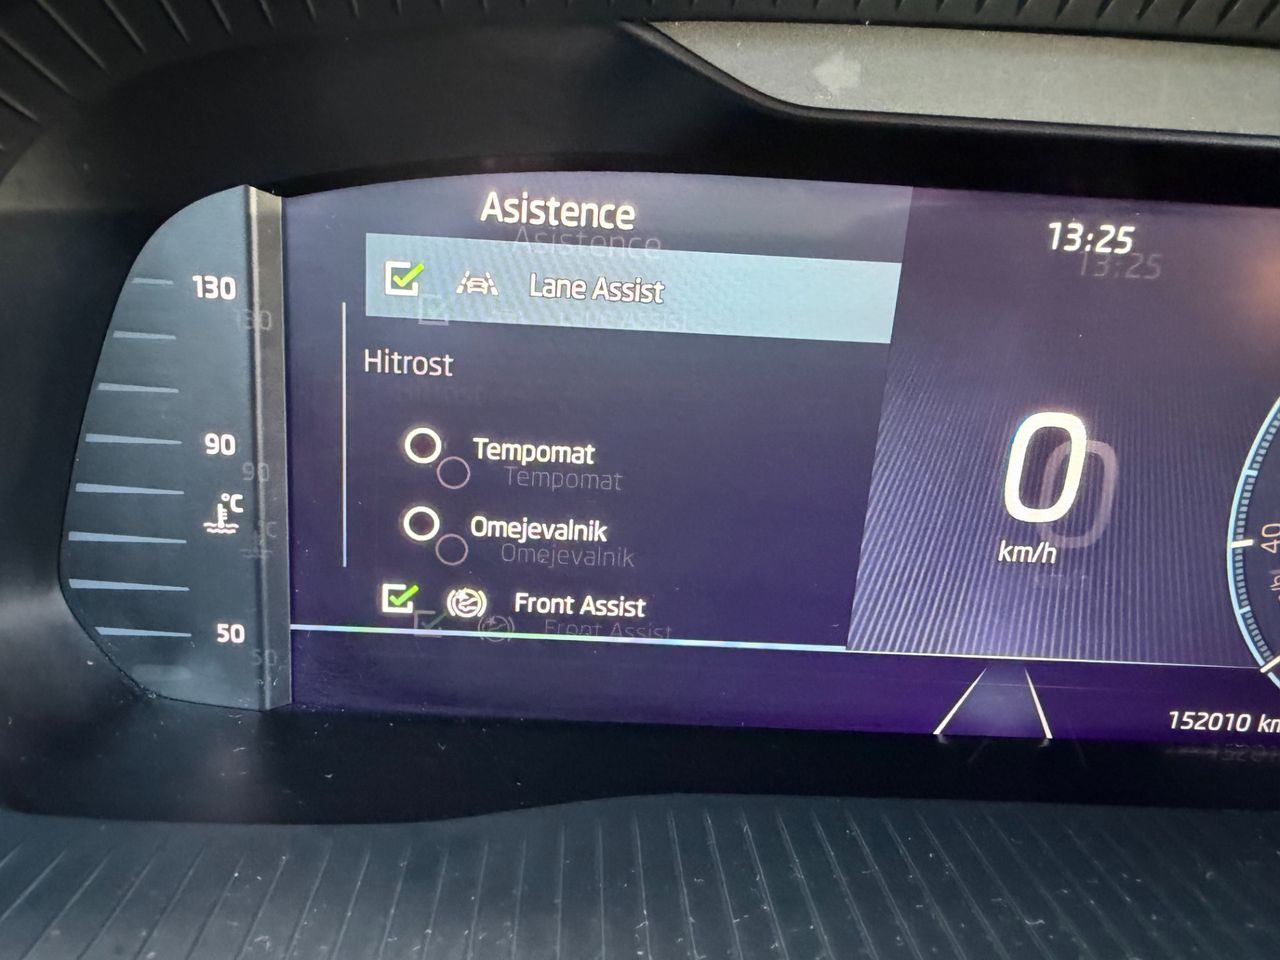 Asistence
13:25
Lane Assist
130
Hitrost
90
Tempomat
°C
Omejevalnik
0
km/h
40
Front Assist
50
152010 km